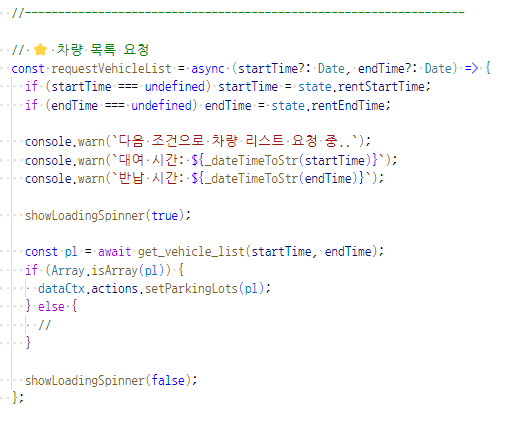 //-----------------------------------------------------------------
// ⭐ 차량 목록 요청
const requestVehicleList = async (startTime?: Date, endTime?: Date) => {
  if (startTime === undefined) startTime = state.rentStartTime;
  if (endTime === undefined) endTime = state.rentEndTime;
  console.warn(`다음 조건으로 차량 리스트 요청 중..`);
  console.warn(`대여 시간: ${_dateTimeToStr(startTime)}`);
  console.warn(`반납 시간: ${_dateTimeToStr(endTime)}`);
  showLoadingSpinner(true);
  const pl = await get_vehicle_list(startTime, endTime);
  if (Array.isArray(pl)) {
    dataCtx.actions.setParkingLots(pl);
  } else {
    //
  }
  showLoadingSpinner(false);
};